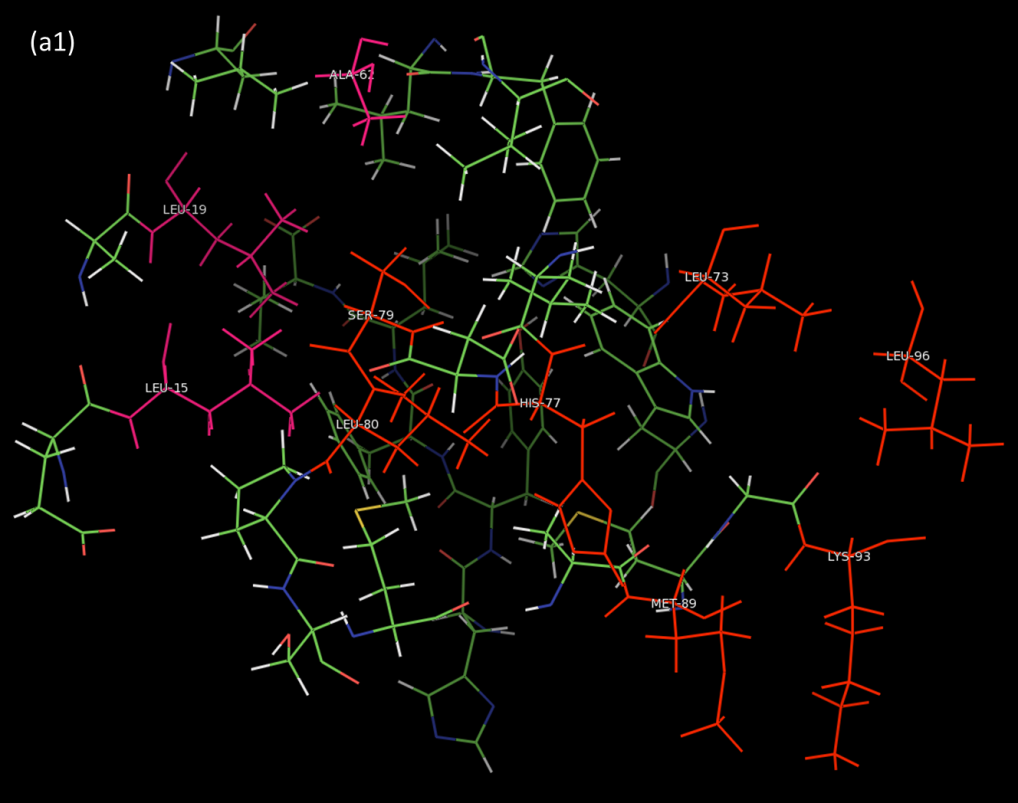 (a1)
ALA-62
LEU-19
LEU-73
SER-79
LEU-96
LEU-15
HIS-77
LEU-80
LYS-93
MET-89